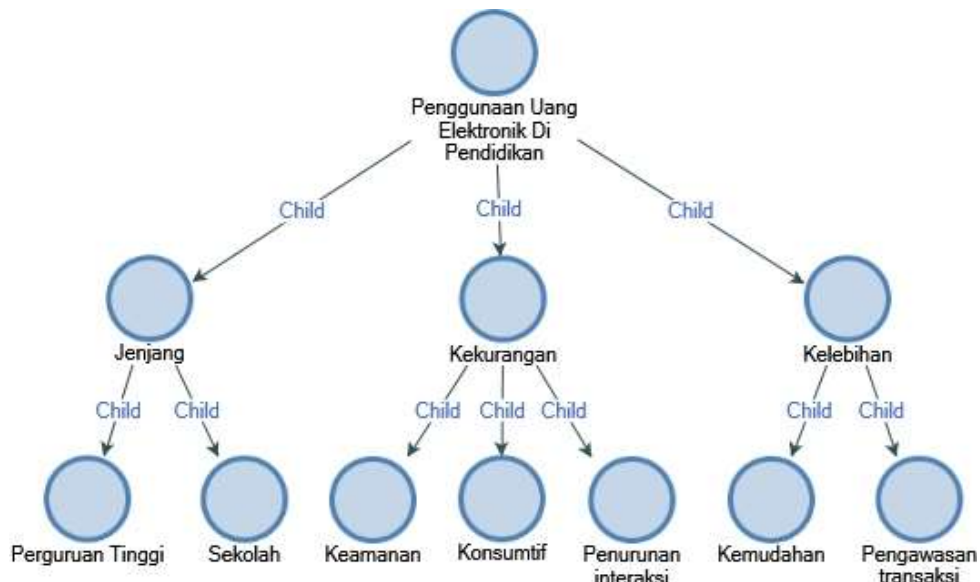 Penggunaan Uang
Elektronik Di
Pendidikan
Child
Child
Child
Jenjang
Kekurangan
Kelebihan
Child
Child
Child
Child
Child
Child
Child
Perguruan Tinggi
Sekolah
Keamanan
Konsumtif
Penurunan
interaksi
Kemudahan
Pengawasan
transaksi